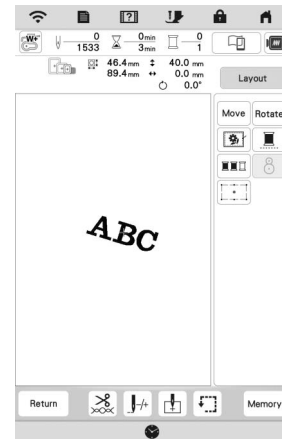 W+ 0 0min 0
1533 3min 1
46.4mm 40.0 mm
89.4mm 0.0 mm
0.0°
Layout
Move Rotate
ABC
Return -/+ Memory